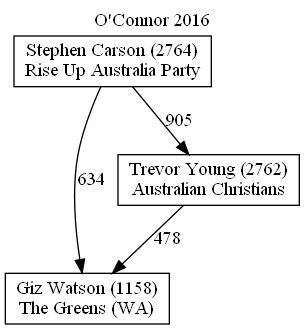 O'Connor 2016
Stephen Carson (2764)
Rise Up Australia Party
905
634
Trevor Young (2762)
Australian Christians
478
Giz Watson (1158)
The Greens (WA)